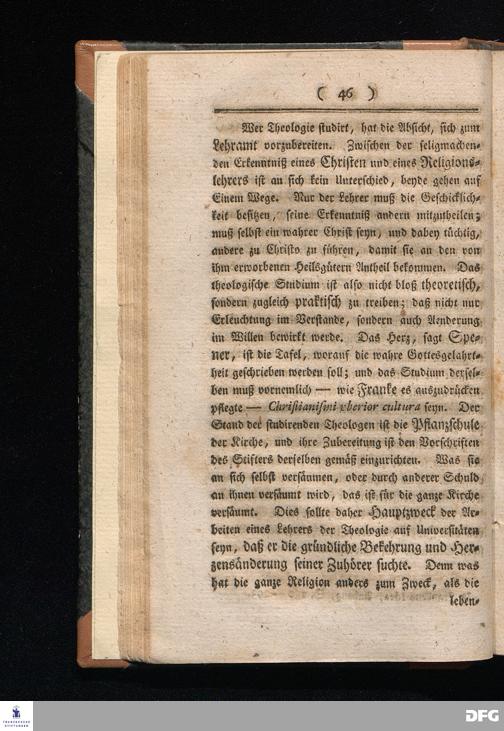 ( 46 )
Wer Theologie studirt, hat die Absicht, sich zum
Lehramt vorzubereiten. Zwischen der seligmachen-
den Erkenntniß eines Christen und eines Religions-
lehrers ist an sich kein Unterschied, beyde gehen auf
Einem Wege. Nur der Lehrer muß die Geschicklich-
keit besitzen, seine Erkenntniß andern mitzutheilen;
muß selbst ein wahrer Christ seyn, und dabey tüchtig,
andere zu Christo zu führen, damit sie an den von
ihm erworbenen Heilsgütern Antheil bekommen. Das
theologische Studium ist also nicht bloß theoretisch,
sondern zugleich praktisch zu treiben; daß nicht nur
Erleuchtung im Verstande, sondern auch Aenderung
im Willen bewirkt werde. Das Herz, sagt Spe-
ner, ist die Tafel, worauf die wahre Gottesgelahrt-
heit geschrieben werden soll; und das Studium dersel-
ben muß vornemlich — wie Franke es auszudrücken
pflegte — Christianismi vberior cultura seyn. Der
Stand der studirenden Theologen ist die Pflanzschule
der Kirche, und ihre Zubereitung ist den Vorschriften
des Stifters derselben gemäß einzurichten. Was sie
an sich selbst versäumen, oder durch anderer Schuld
an ihnen versäumt wird, das ist für die ganze Kirche
versäumt. Dies sollte daher Hauptzweck der Ar-
beiten eines Lehrers der Theologie auf Universitäten
seyn, daß er die gründliche Bekehrung und Her-
zensänderung seiner Zuhörer suchte. Denn was
hat die ganze Religion anders zum Zweck, als die
leben-
FRANCKESCHE
STIFTUNGEN
DFG